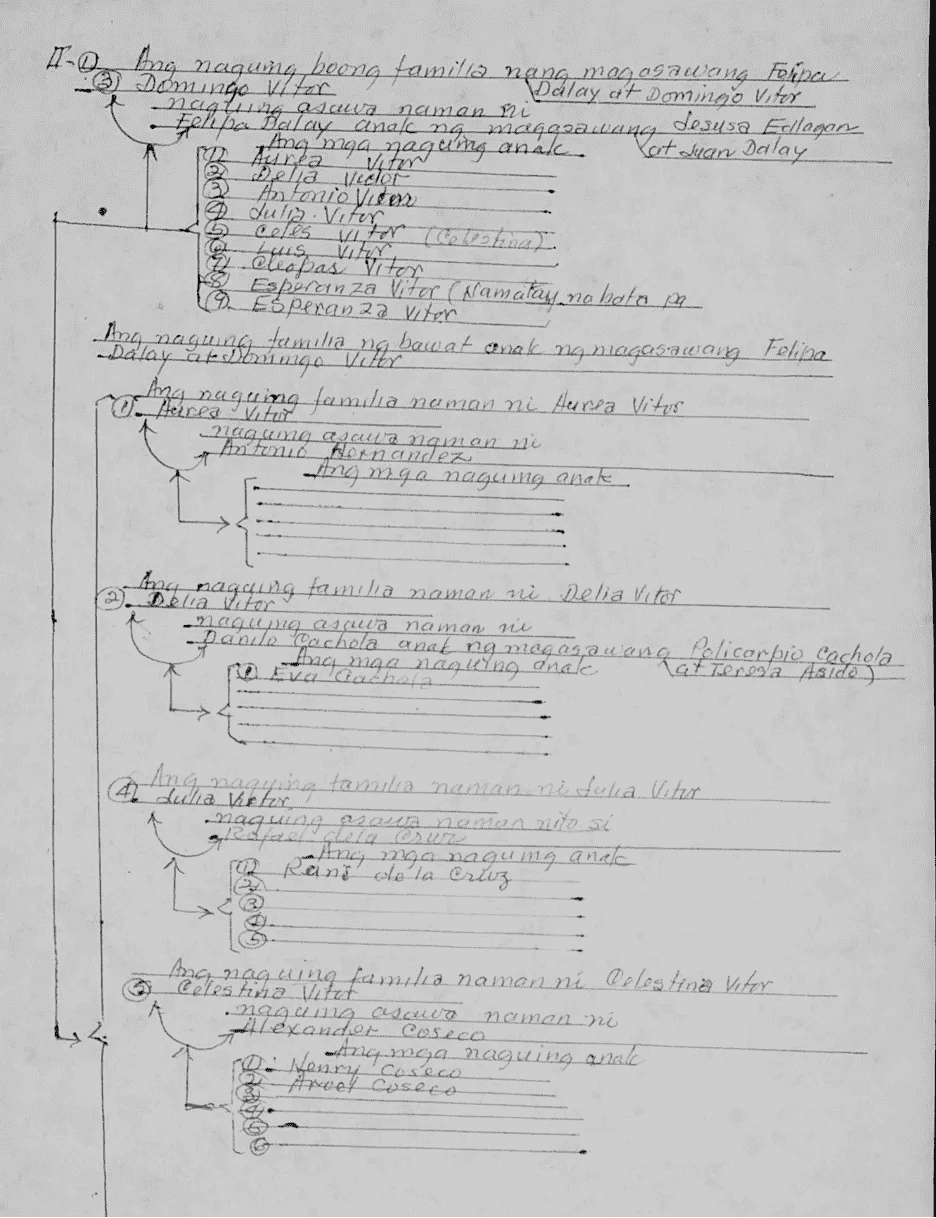 II-① Ang naguing boong familia nang magasawang Felipa
Dalay at Domingo Vitor
③ Domingo Vitor
naguing asawa naman ni
Felipa Dalay anak ng magasawang Jesusa Edlagan
at Juan Dalay
Ang mga naguing anak
① Aurea Vitor
② Delia Victor
③ Antonio Vitor
④ Julia Vitor
⑤ Celes Vitor (Celestina)
⑥ Luis Vitor
⑦ Cleopas Vitor
⑧ Esperanza Vitor (Namatay na bata pa
⑨ Esperanza Vitor
Ang naguing familia ng bawat anak ng magasawang Felipa
Dalay at Domingo Vitor
Ang naguing familia naman ni Aurea Vitor
① Aurea Vitor
naguing asawa naman ni
Antonio Hernandez
Ang mga naguing anak
Ang naguing familia naman ni Delia Vitor
② Delia Vitor
naguing asawa naman ni
Danilo Cachola anak ng magasawang Policarpio Cachola
at Teresa Asido)
Ang mga naguing anak
① Eva Cachola
Ang naguing familia naman ni Julia Vitor
④ Julia Victor
naguing asawa naman nito si
Rafael dela Cruz
Ang mga naguing anak
① Rani de la Cruz
②
③
④
⑤
Ang naguing familia naman ni Celestina Vitor
⑤ Celestina Vitor
naguing asawa naman ni
Alexander Coseco
Ang mga naguing anak
① Henry Coseco
② Arvel Coseco
③
④
⑤
⑥